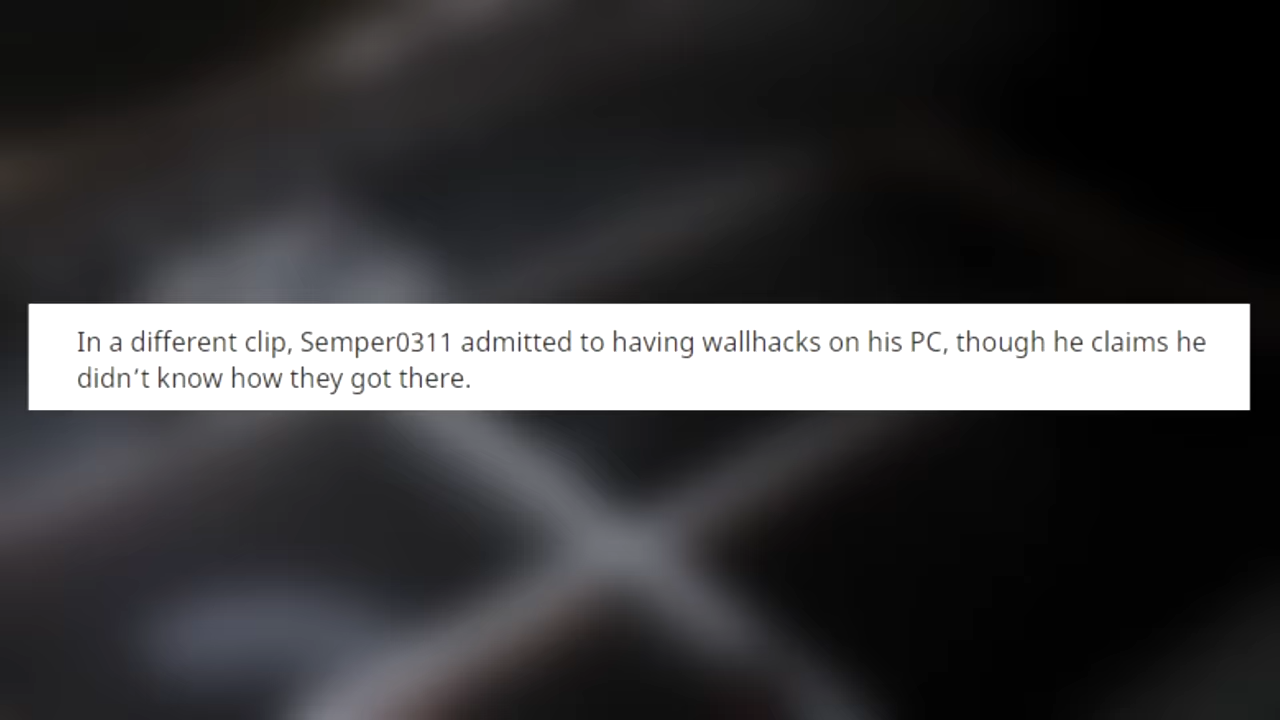 In a different clip, Semper0311 admitted to having wallhacks on his PC, though he claims he
didn’t know how they got there.